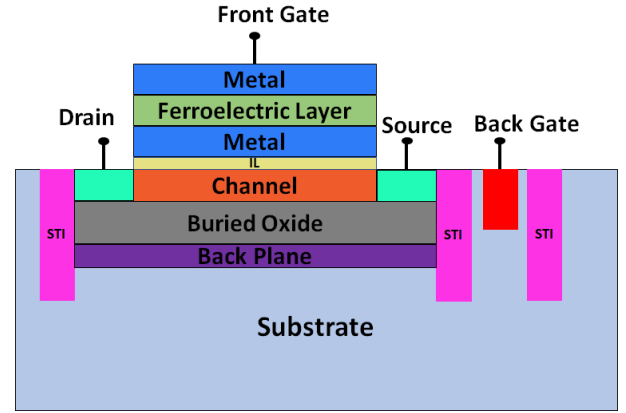 Front Gate
Metal
Ferroelectric Layer
Drain
Metal
Source
Back Gate
IL
Channel
Buried Oxide
STI
STI
STI
Back Plane
Substrate